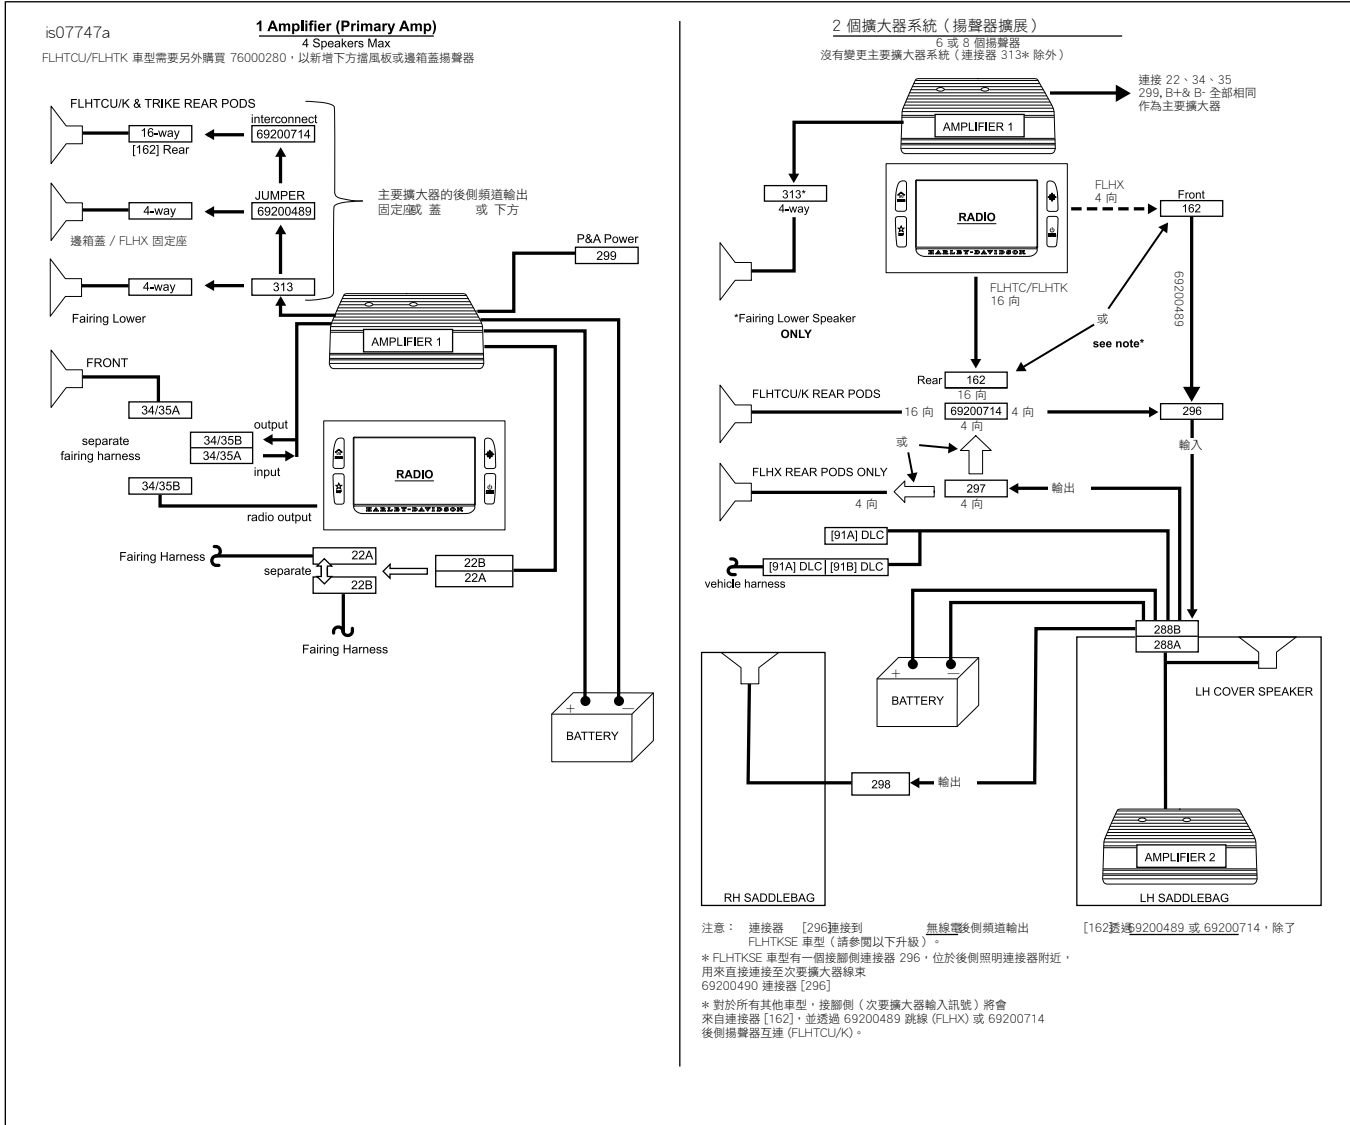 is07747a
1 Amplifier (Primary Amp)
4 Speakers Max
FLHTCU/FLHTK 車型需要另外購買 76000280，以新增下方擋風板或邊箱蓋揚聲器
FLHTCU/K & TRIKE REAR PODS
interconnect
16-way
69200714
[162] Rear
JUMPER
4-way
69200489
邊箱蓋 / FLHX 固定座
主要擴大器的後側頻道輸出
固定座或 蓋 或 下方
4-way
313
Fairing Lower
P&A Power
299
AMPLIFIER 1
FRONT
34/35A
output
34/35B
34/35A
input
separate
fairing harness
34/35B
radio output
RADIO
HARLEY-DAVIDSON
Fairing Harness
22A
separate
22B
22B
22A
Fairing Harness
+ −
BATTERY
2 個擴大器系統（揚聲器擴展）
6 或 8 個揚聲器
沒有變更主要擴大器系統（連接器 313* 除外）
AMPLIFIER 1
連接 22、34、35
299, B+& B- 全部相同
作為主要擴大器
313*
4-way
*Fairing Lower Speaker
ONLY
RADIO
HARLEY-DAVIDSON
FLHX
4 向
Front
162
FLHTC/FLHTK
16 向
69200489
或
see note*
Rear
162
16 向
FLHTCU/K REAR PODS
16 向
69200714
4 向
4 向
296
輸入
或
FLHX REAR PODS ONLY
4 向
297
4 向
輸出
[91A] DLC
[91A] DLC
[91B] DLC
vehicle harness
288B
288A
+ −
BATTERY
LH COVER SPEAKER
298
輸出
AMPLIFIER 2
RH SADDLEBAG
LH SADDLEBAG
注意： 連接器 [296]連接到 無線電後側頻道輸出 [162]透過69200489 或 69200714，除了
FLHTKSE 車型（請參閱以下升級）。
* FLHTKSE 車型有一個接腳側連接器 296，位於後側照明連接器附近，
用來直接連接至次要擴大器線束
69200490 連接器 [296]
* 對於所有其他車型，接腳側（次要擴大器輸入訊號）將會
來自連接器 [162]，並透過 69200489 跳線 (FLHX) 或 69200714
後側揚聲器互連 (FLHTCU/K)。